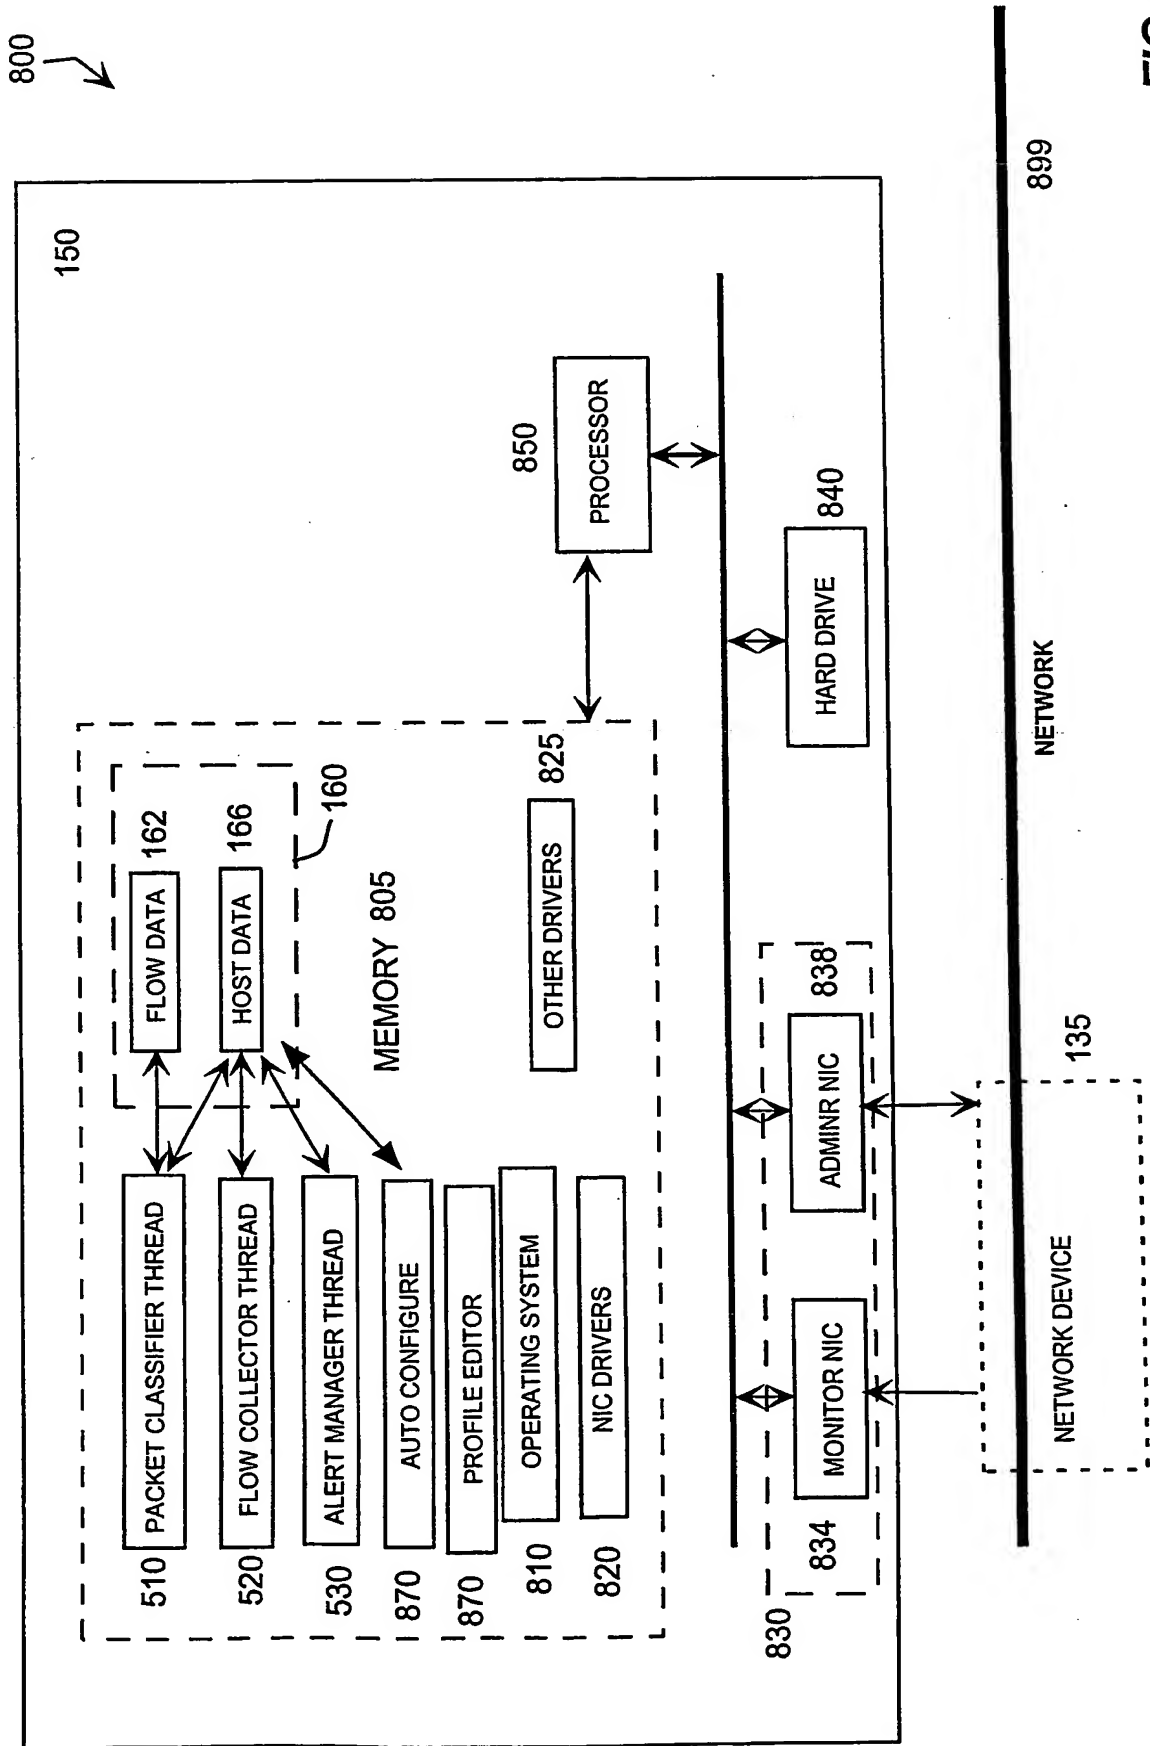 800
150
510 PACKET CLASSIFIER THREAD
FLOW DATA 162
520 FLOW COLLECTOR THREAD
HOST DATA 166
160
530 ALERT MANAGER THREAD
MEMORY 805
870 AUTO CONFIGURE
870 PROFILE EDITOR
810 OPERATING SYSTEM
OTHER DRIVERS 825
820 NIC DRIVERS
850
PROCESSOR
830
834 MONITOR NIC
ADMINR NIC 838
HARD DRIVE 840
NETWORK DEVICE 135
NETWORK 899
FIG